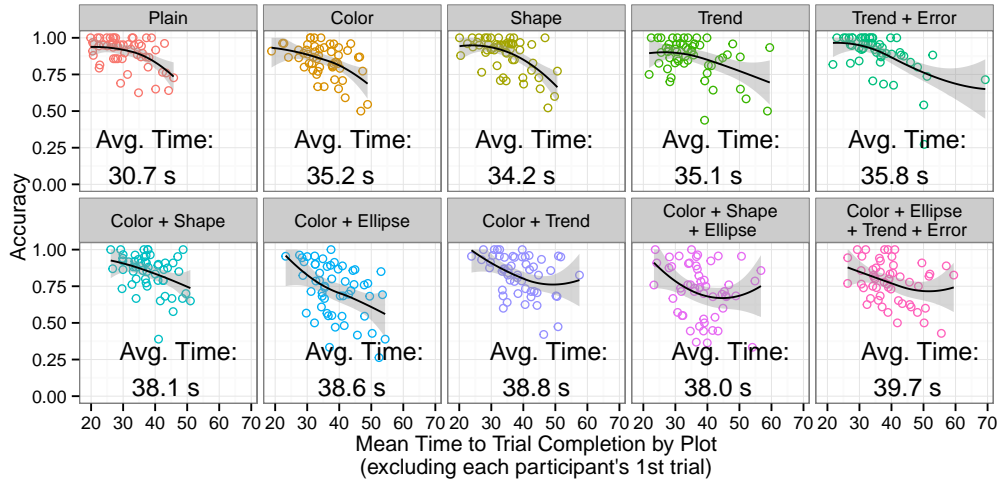 Plain
Color
Shape
Trend
Trend + Error
1.00
0.75
0.50
0.25
0.00
Avg. Time:
30.7 s
Avg. Time:
35.2 s
Avg. Time:
34.2 s
Avg. Time:
35.1 s
Avg. Time:
35.8 s
Accuracy
Color + Shape
Color + Ellipse
Color + Trend
Color + Shape
+ Ellipse
Color + Ellipse
+ Trend + Error
1.00
0.75
0.50
0.25
0.00
Avg. Time:
38.1 s
Avg. Time:
38.6 s
Avg. Time:
38.8 s
Avg. Time:
38.0 s
Avg. Time:
39.7 s
20 30 40 50 60 70
20 30 40 50 60 70
20 30 40 50 60 70
20 30 40 50 60 70
20 30 40 50 60 70
Mean Time to Trial Completion by Plot
(excluding each participant's 1st trial)